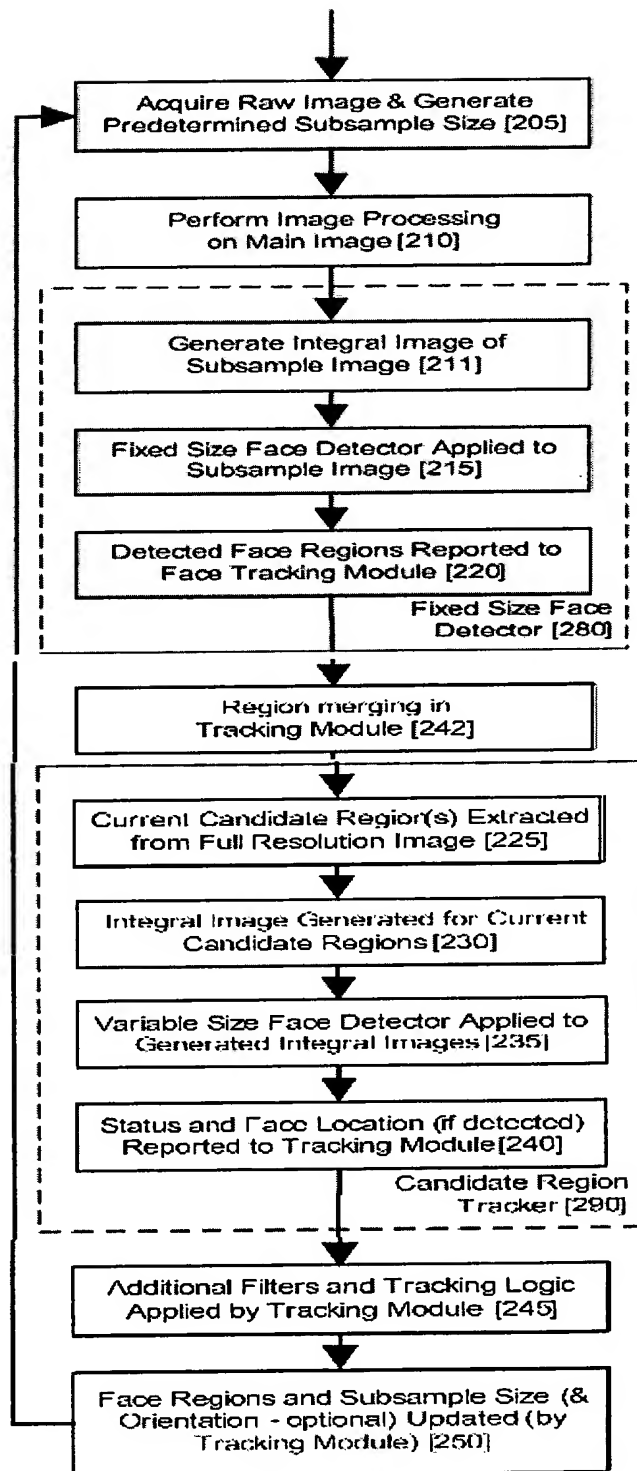 Acquire Raw Image & Generate
Predetermined Subsample Size [205]
Perform Image Processing
on Main Image [210]
Generate Integral Image of
Subsample Image [211]
Fixed Size Face Detector Applied to
Subsample Image [215]
Detected Face Regions Reported to
Face Tracking Module [220]
Fixed Size Face
Detector [280]
Region merging in
Tracking Module [242]
Current Candidate Region(s) Extracted
from Full Resolution Image [225]
Integral Image Generated for Current
Candidate Regions [230]
Variable Size Face Detector Applied to
Generated Integral Images [235]
Status and Face Location (if detected)
Reported to Tracking Module[240]
Candidate Region
Tracker [290]
Additional Filters and Tracking Logic
Applied by Tracking Module [245]
Face Regions and Subsample Size (&
Orientation - optional) Updated (by
Tracking Module) [250]